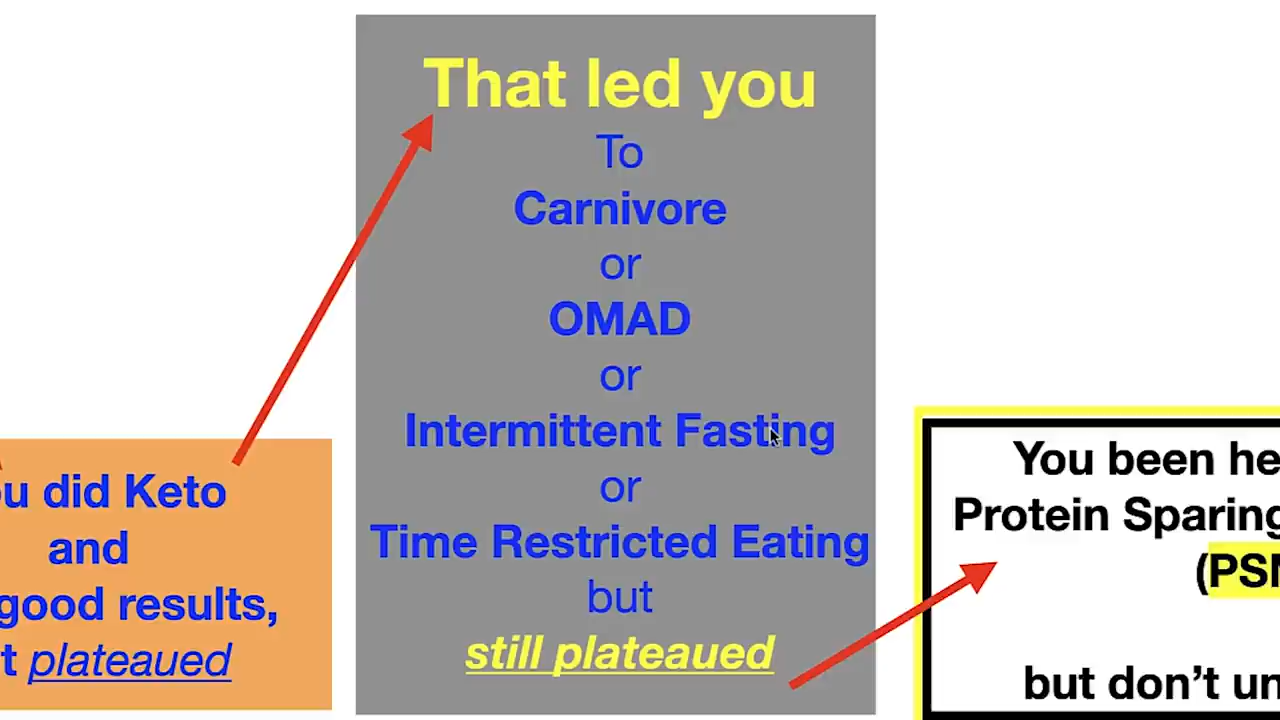 That led you
To
Carnivore
or
OMAD
or
Intermittent Fasting
or
Time Restricted Eating
but
still plateaued
u did Keto
and
good results,
t plateaued
You been he
Protein Sparing
(PSM
but don't un